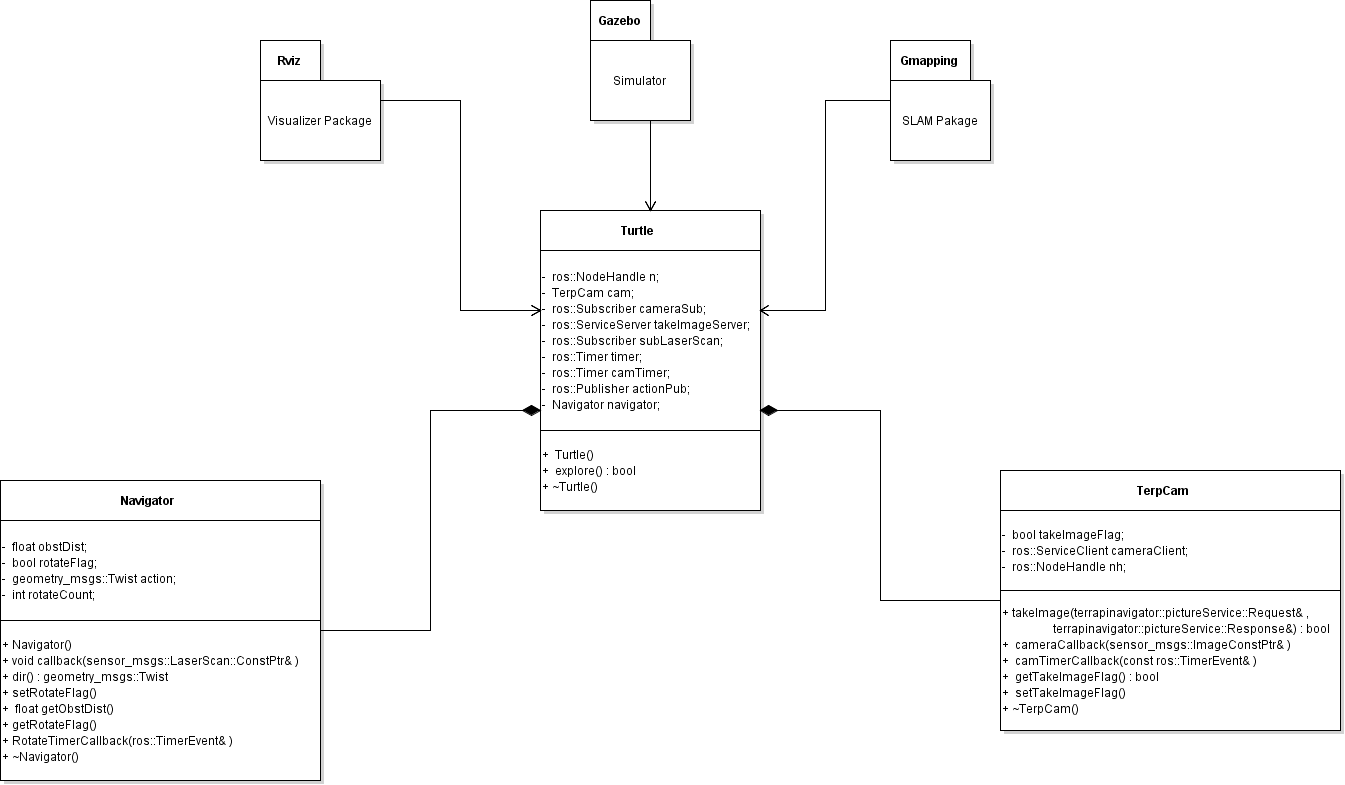 Gazebo
Simulator
Rviz
Visualizer Package
Gmapping
SLAM Pakage
Turtle
- ros::NodeHandle n;
- TerpCam cam;
- ros::Subscriber cameraSub;
- ros::ServiceServer takeImageServer;
- ros::Subscriber subLaserScan;
- ros::Timer timer;
- ros::Timer camTimer;
- ros::Publisher actionPub;
- Navigator navigator;
+ Turtle()
+ explore() : bool
+ ~Turtle()
Navigator
- float obstDist;
- bool rotateFlag;
- geometry_msgs::Twist action;
- int rotateCount;
+ Navigator()
+ void callback(sensor_msgs::LaserScan::ConstPtr& )
+ dir() : geometry_msgs::Twist
+ setRotateFlag()
+ float getObstDist()
+ getRotateFlag()
+ RotateTimerCallback(ros::TimerEvent& )
+ ~Navigator()
TerpCam
- bool takeImageFlag;
- ros::ServiceClient cameraClient;
- ros::NodeHandle nh;
+ takeImage(terrapinavigator::pictureService::Request& ,
terrapinavigator::pictureService::Response&) : bool
+ cameraCallback(sensor_msgs::ImageConstPtr& )
+ camTimerCallback(const ros::TimerEvent& )
+ getTakeImageFlag() : bool
+ setTakeImageFlag()
+ ~TerpCam()